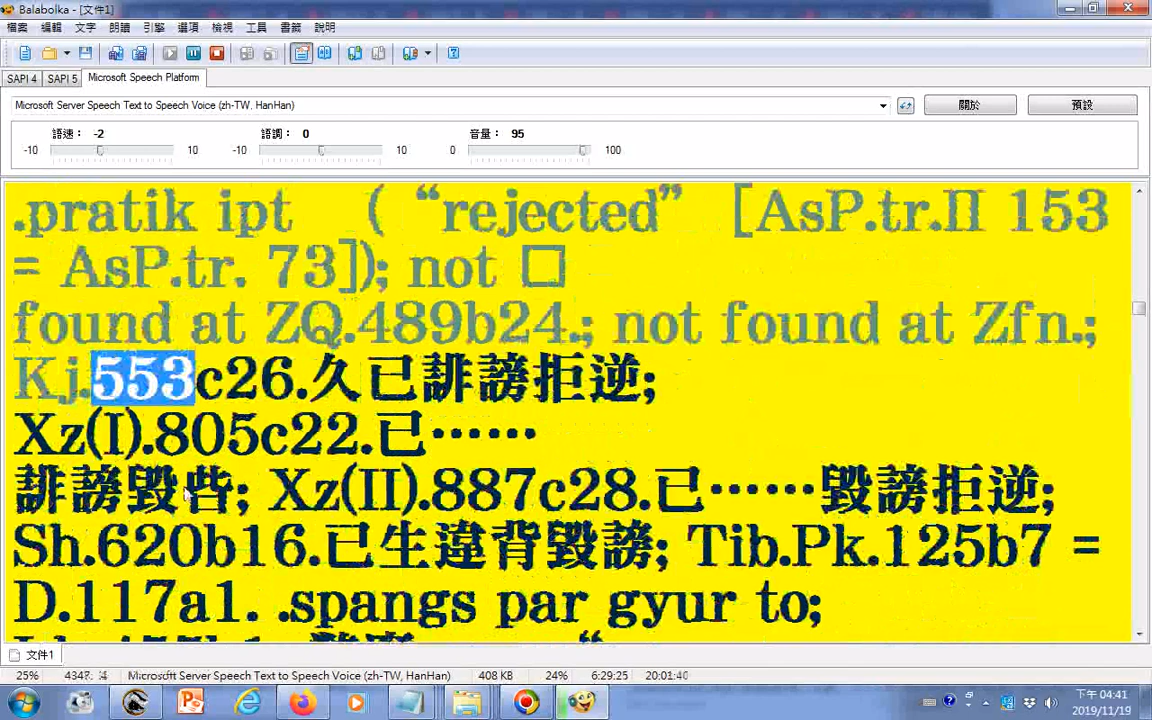 Balabolka - [文件1]
檔案 編輯 文字 朗讀 引擎 選項 檢視 工具 書籤 說明
SAPI 4 SAPI 5 Microsoft Speech Platform
Microsoft Server Speech Text to Speech Voice (zh-TW, HanHan)
關於 預設
語速： -2 語調： 0 音量： 95
-10 10 -10 10 0 100
.pratik ipt ( “rejected” [AsP.tr.II 153
= AsP.tr. 73]); not □
found at ZQ.489b24.; not found at Zfn.;
Kj.553c26.久已誹謗拒逆;
Xz(I).805c22.已……
誹謗毀呰; Xz(II).887c28.已……毀謗拒逆;
Sh.620b16.已生違背毀謗; Tib.Pk.125b7 =
D.117a1. .spangs par gyur to;
文件1
25% Microsoft Server Speech Text to Speech Voice (zh-TW, HanHan) 408 KB 24% 6:29:25 20:01:40
下午 04:41
2019/11/19